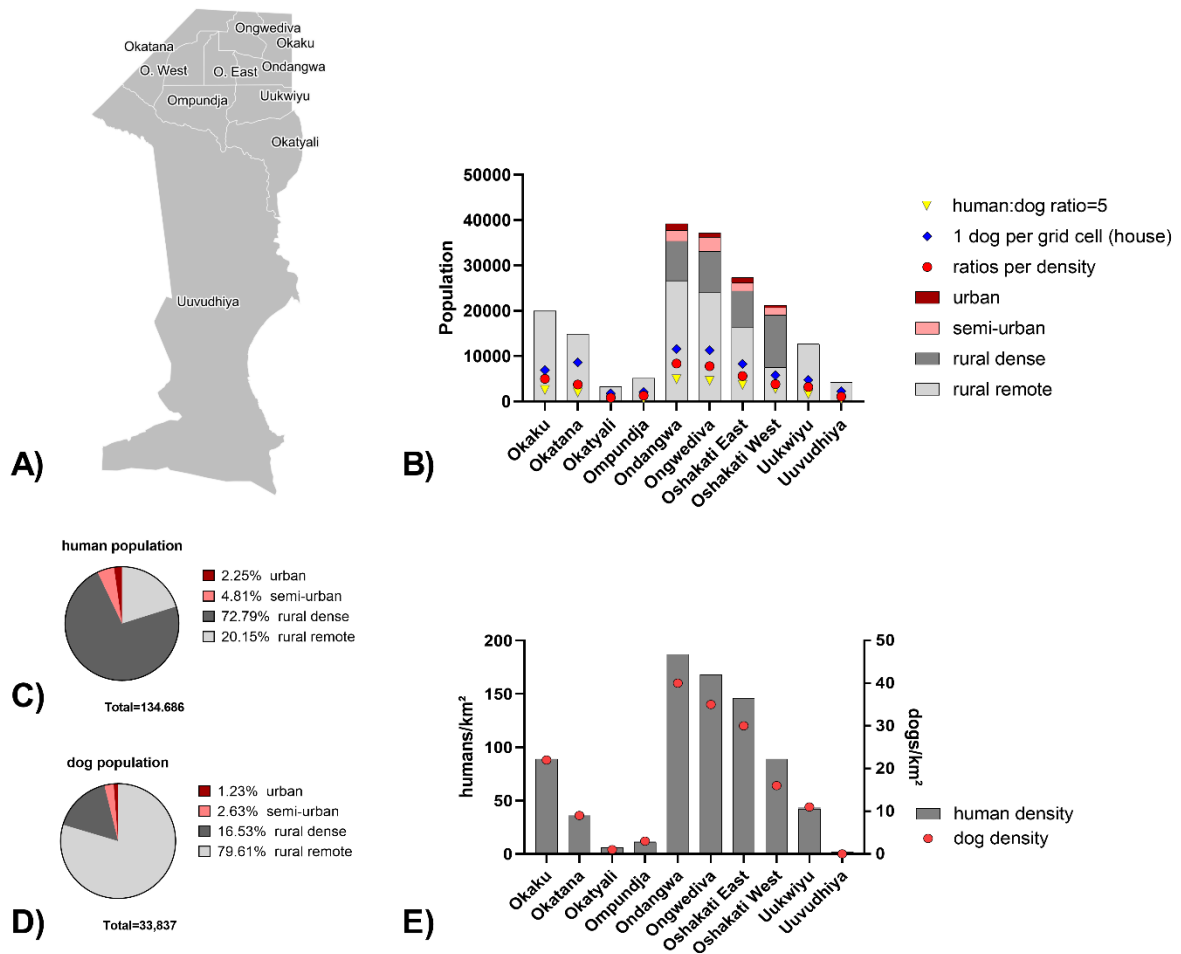 A)
Ongwediva
Okatana
Okaku
O. West
O. East
Ondangwa
Ompundja
Uukwiyu
Okatyali
Uuvudhiya
B)
Population
50000
40000
30000
20000
10000
0
Okaku
Okatana
Okatyali
Ompundja
Ondangwa
Ongwediva
Oshakati East
Oshakati West
Uukwiyu
Uuvudhiya
human:dog ratio=5
1 dog per grid cell (house)
ratios per density
urban
semi-urban
rural dense
rural remote
C)
human population
2.25% urban
4.81% semi-urban
72.79% rural dense
20.15% rural remote
Total=134.686
D)
dog population
1.23% urban
2.63% semi-urban
16.53% rural dense
79.61% rural remote
Total=33,837
E)
humans/km²
200
150
100
50
0
dogs/km²
50
40
30
20
10
0
Okaku
Okatana
Okatyali
Ompundja
Ondangwa
Ongwediva
Oshakati East
Oshakati West
Uukwiyu
Uuvudhiya
human density
dog density